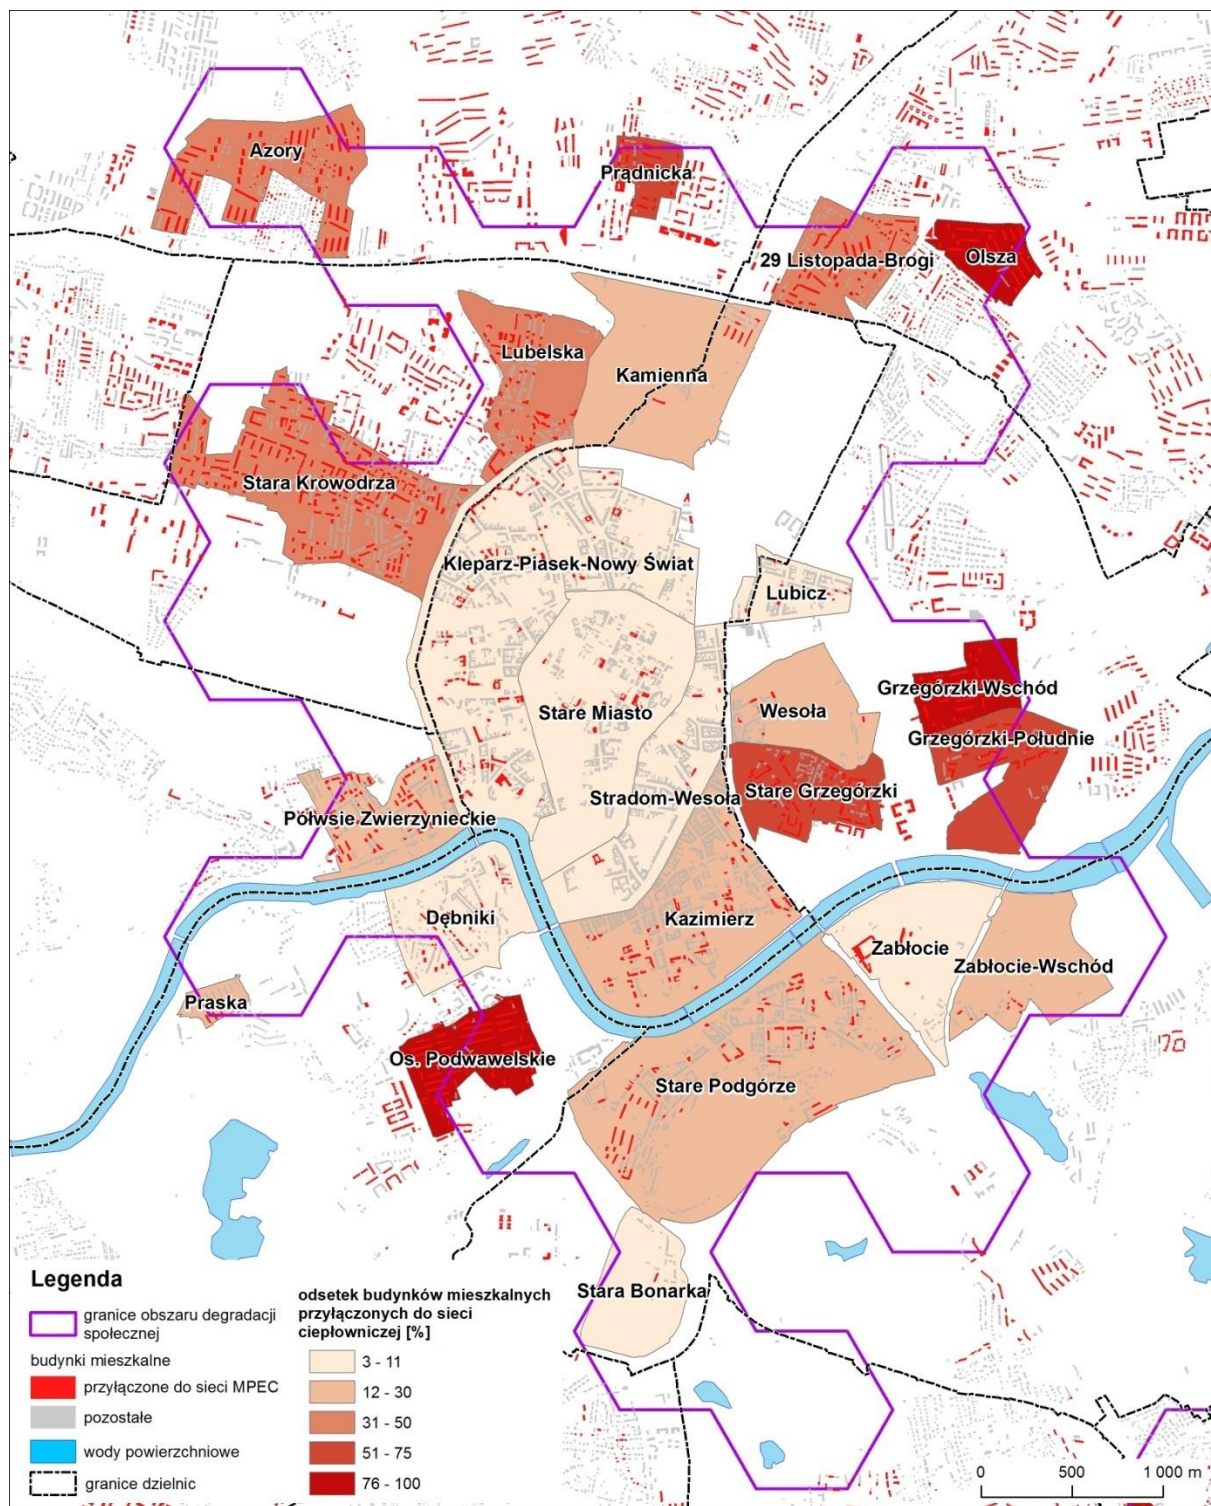 Azory
Prądnicka
29 Listopada-Brogi
Olsza
Lubelska
Kamienna
Stara Krowodrza
Kleparz-Piasek-Nowy Świat
Lubicz
Grzegórzki-Wschód
Wesoła
Stare Miasto
Grzegórzki-Południe
Stradom-Wesoła
Stare Grzegórzki
Półwsie Zwierzynieckie
Dębniki
Kazimierz
Zabłocie
Zabłocie-Wschód
Praska
Os. Podwawelskie
Stare Podgórze
Stara Bonarka
Legenda
granice obszaru degradacji
społecznej
budynki mieszkalne
przyłączone do sieci MPEC
pozostałe
wody powierzchniowe
granice dzielnic
odsetek budynków mieszkalnych
przyłączonych do sieci
ciepłowniczej [%]
3 - 11
12 - 30
31 - 50
51 - 75
76 - 100
0 500 1 000 m